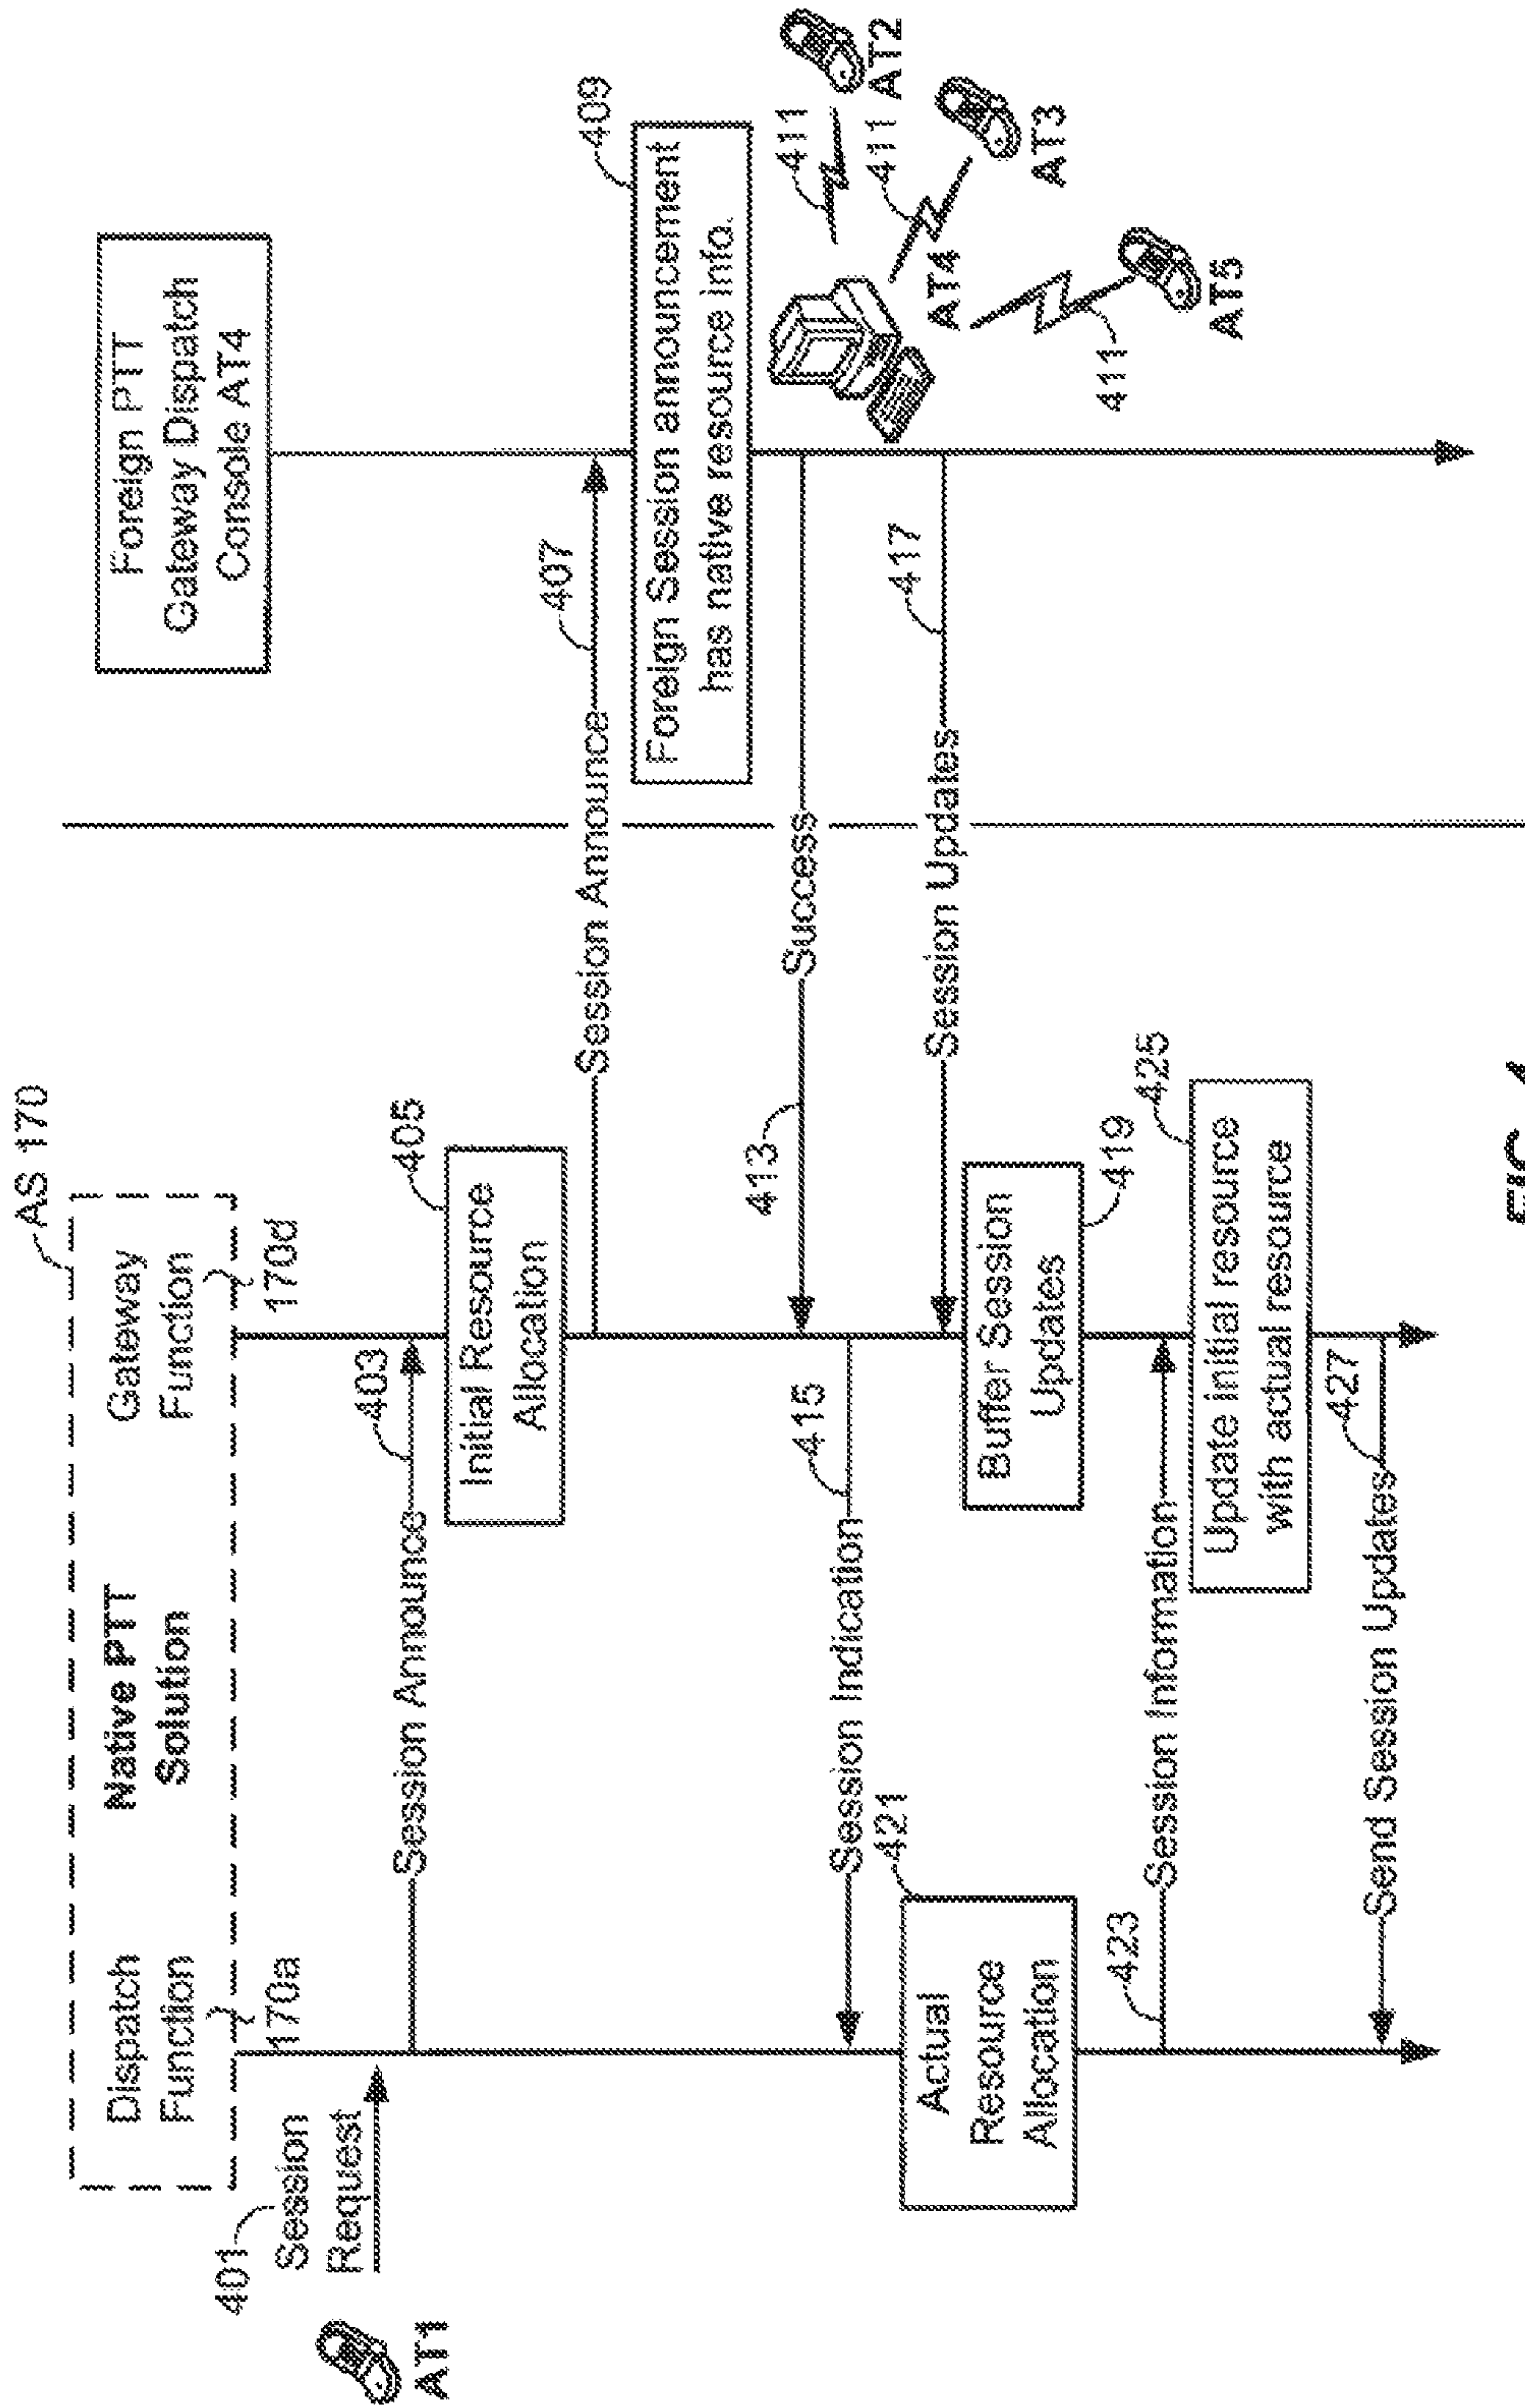 AS 170
Dispatch
Function
Native PTT
Solution
Gateway
Function
Foreign PTT
Gateway Dispatch
Console AT4
170a
170d
401
Session
Request
AT1
Session Announce
403
405
Initial Resource
Allocation
Session Announce
407
409
Foreign Session announcement
has native resource info.
411
AT2
411
AT3
AT4
411
AT5
413
Success
Session Indication
415
417
Session Updates
Buffer Session
Updates
419
421
Actual
Resource
Allocation
423
Session Information
425
Update initial resource
with actual resource
Send Session Updates
427